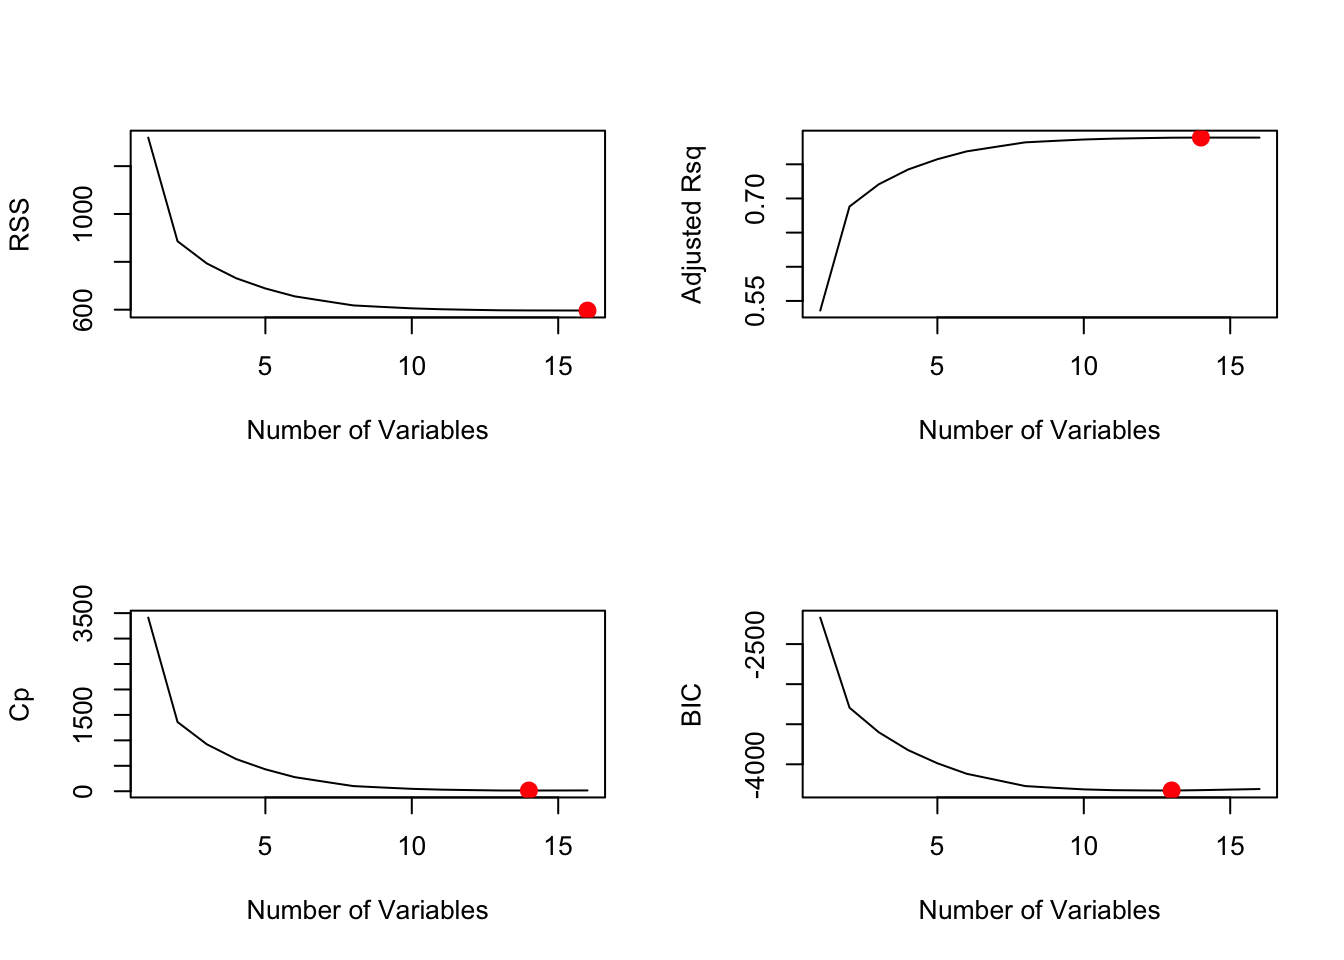 RSS
600
1000
5
10
15
Number of Variables
Adjusted Rsq
0.55
0.70
5
10
15
Number of Variables
Cp
0
1500
3500
5
10
15
Number of Variables
BIC
-4000
-2500
5
10
15
Number of Variables